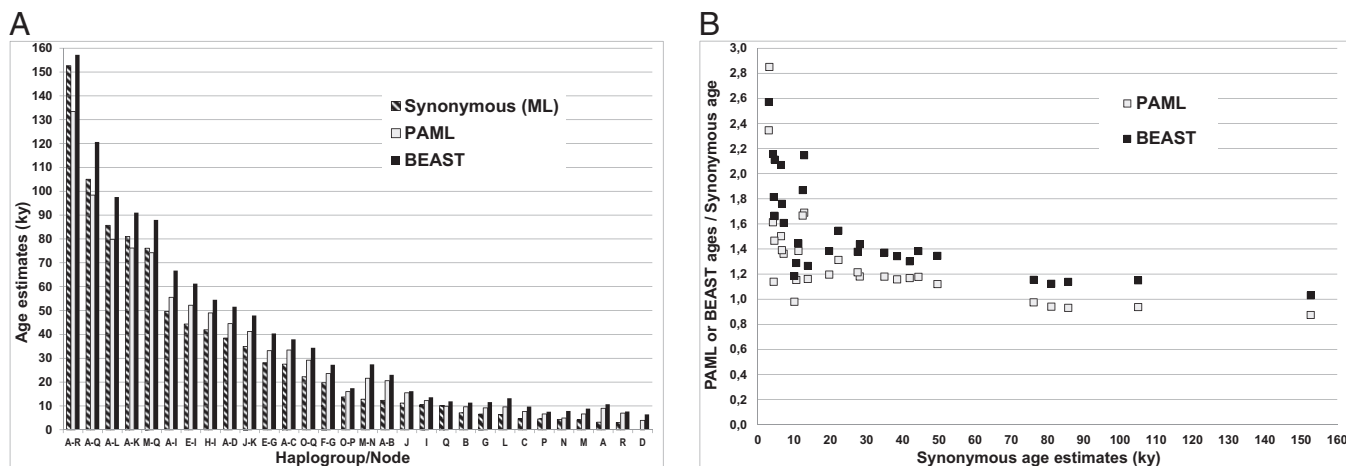 A
Age estimates (ky)
160
150
140
130
120
110
100
90
80
70
60
50
40
30
20
10
0
Synonymous (ML)
PAML
BEAST
A-R A-Q A-L A-K M-Q A-I E-I H-I A-D J-K E-G A-C O-Q F-G O-P M-N A-B J I Q B G L C P N M A R D
Haplogroup/Node
B
PAML or BEAST ages / Synonymous age
3,0
2,8
2,6
2,4
2,2
2,0
1,8
1,6
1,4
1,2
1,0
0,8
0,6
0,4
0,2
0,0
PAML
BEAST
0 10 20 30 40 50 60 70 80 90 100 110 120 130 140 150 160
Synonymous age estimates (ky)